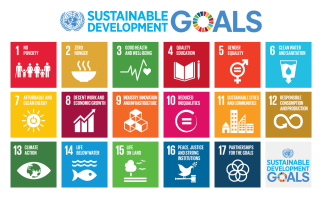 SUSTAINABLE
DEVELOPMENT
GOALS
1 NO
POVERTY
2 ZERO
HUNGER
3 GOOD HEALTH
AND WELL-BEING
4 QUALITY
EDUCATION
5 GENDER
EQUALITY
6 CLEAN WATER
AND SANITATION
7 AFFORDABLE AND
CLEAN ENERGY
8 DECENT WORK AND
ECONOMIC GROWTH
9 INDUSTRY, INNOVATION
AND INFRASTRUCTURE
10 REDUCED
INEQUALITIES
11 SUSTAINABLE CITIES
AND COMMUNITIES
12 RESPONSIBLE
CONSUMPTION
AND PRODUCTION
13 CLIMATE
ACTION
14 LIFE
BELOW WATER
15 LIFE
ON LAND
16 PEACE, JUSTICE
AND STRONG
INSTITUTIONS
17 PARTNERSHIPS
FOR THE GOALS
SUSTAINABLE
DEVELOPMENT
GOALS